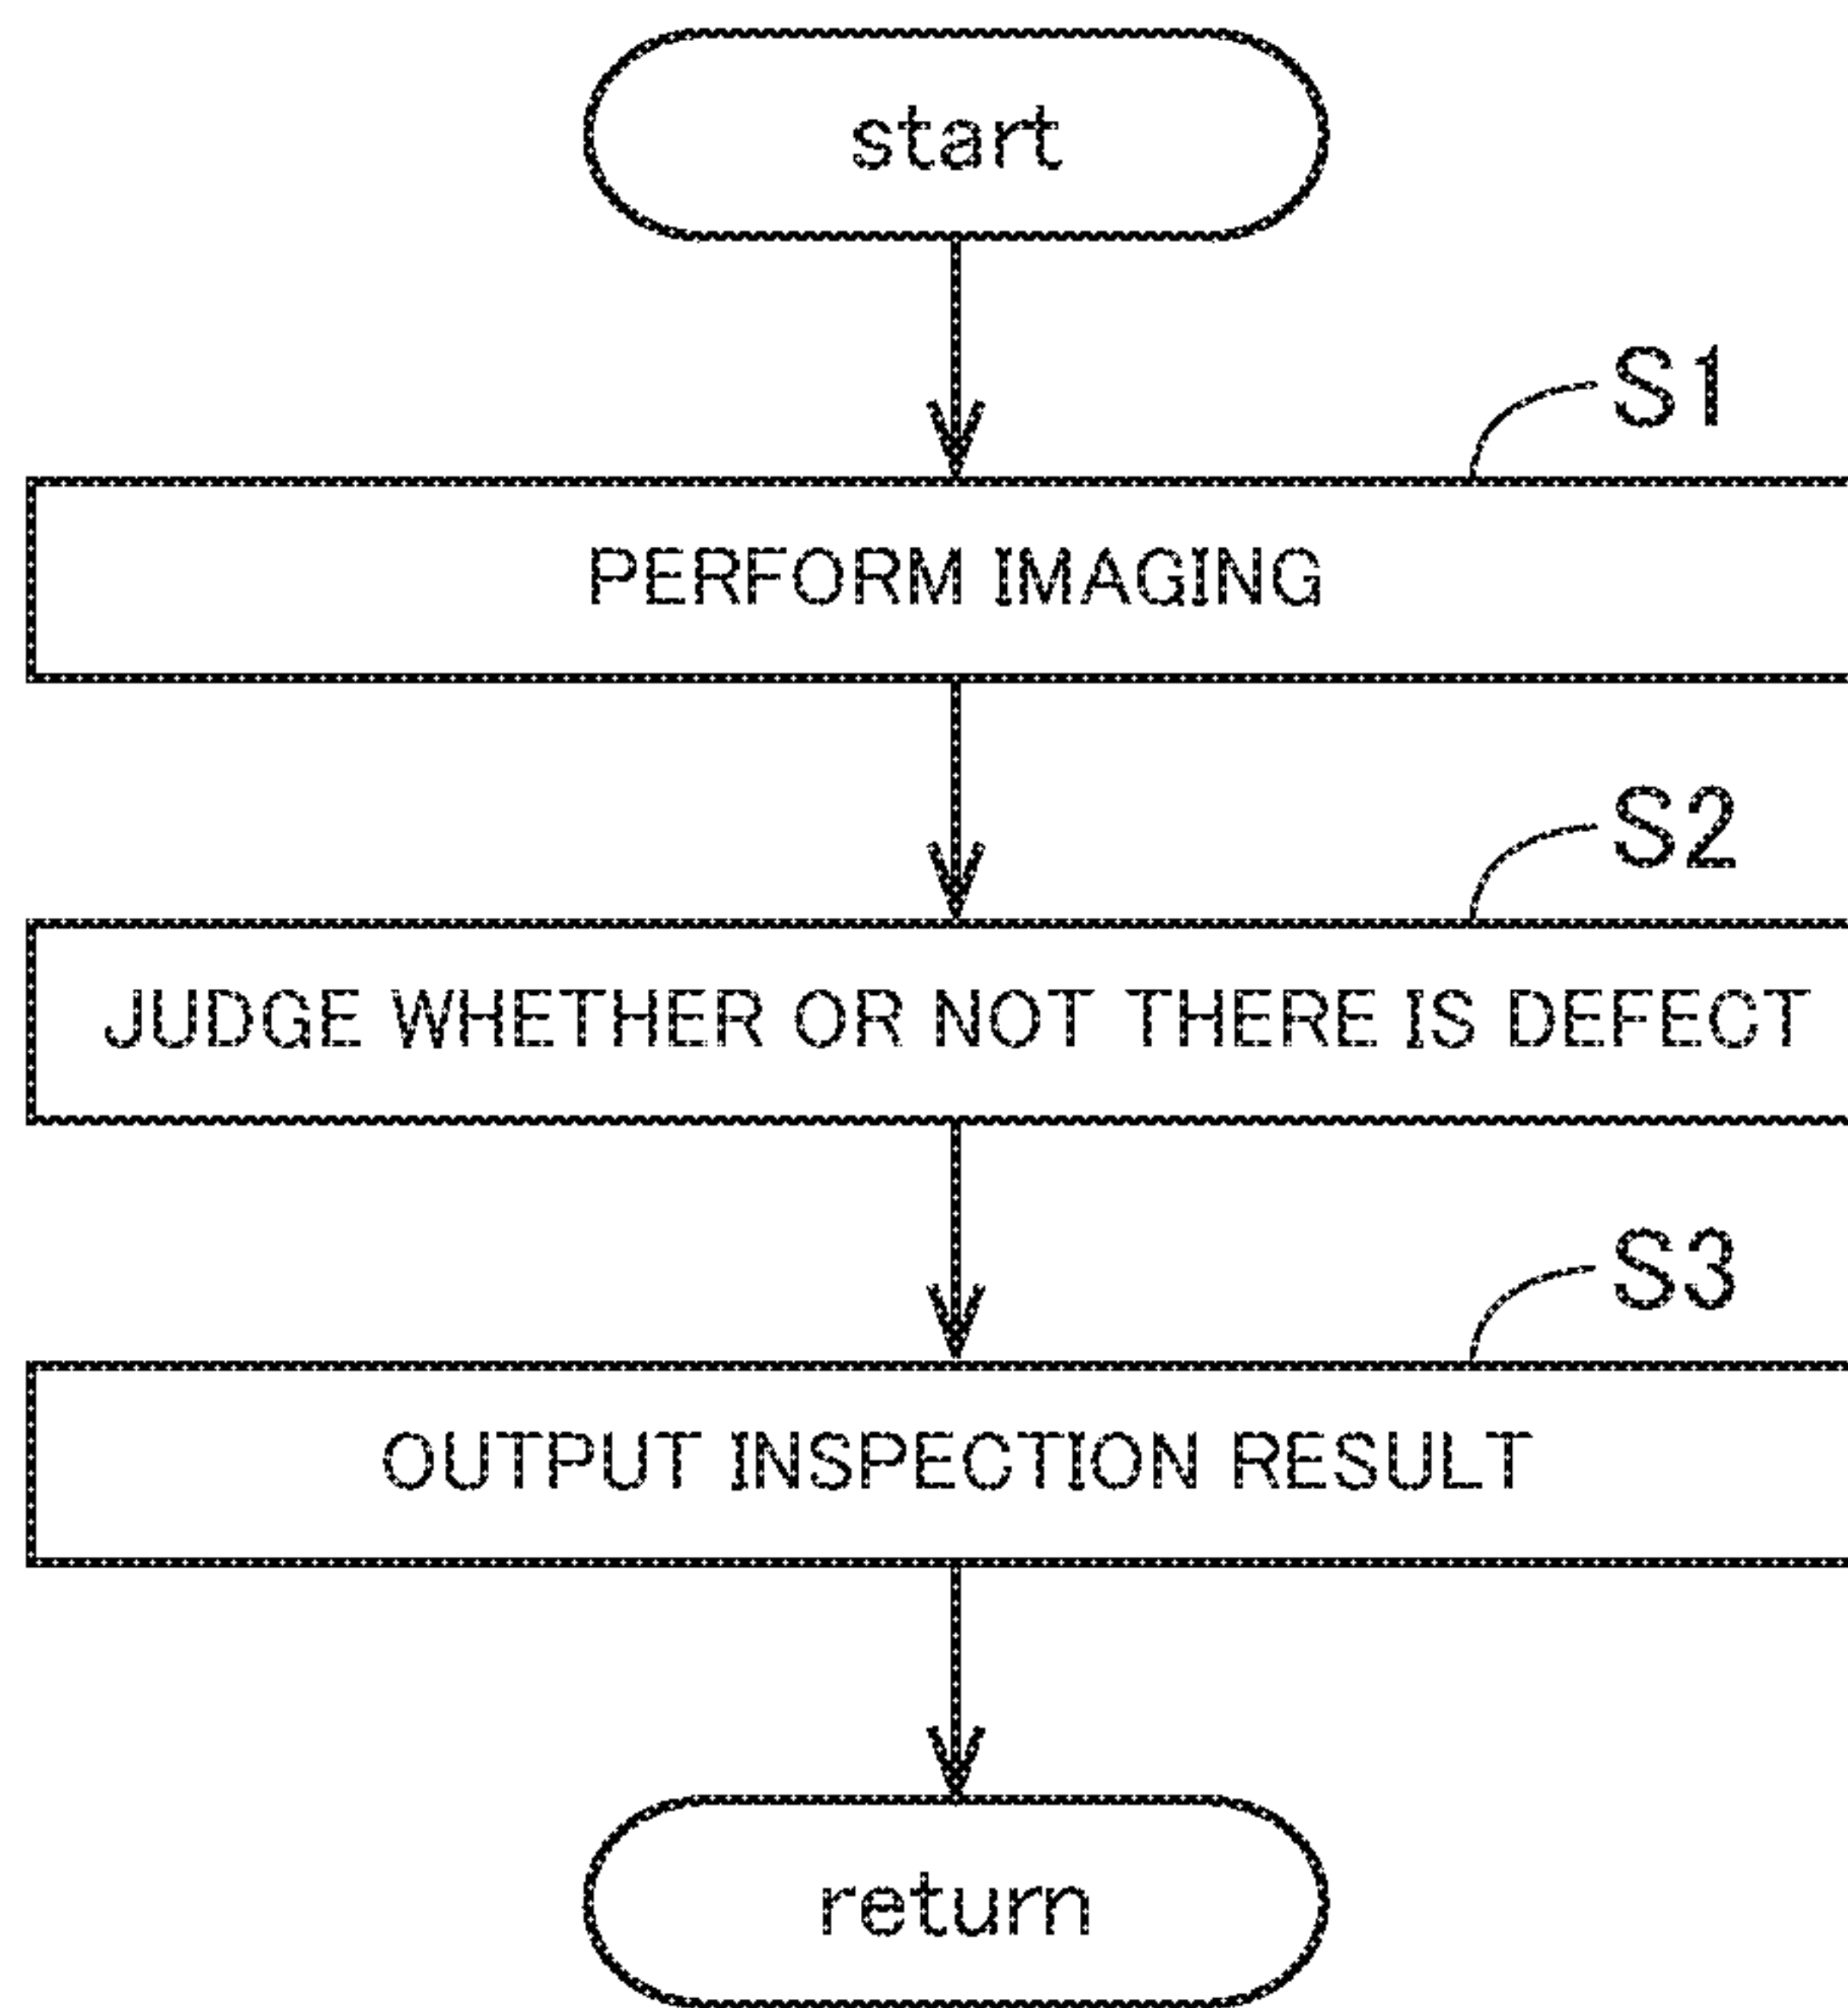 start
S1
PERFORM IMAGING
S2
JUDGE WHETHER OR NOT THERE IS DEFECT
S3
OUTPUT INSPECTION RESULT
return